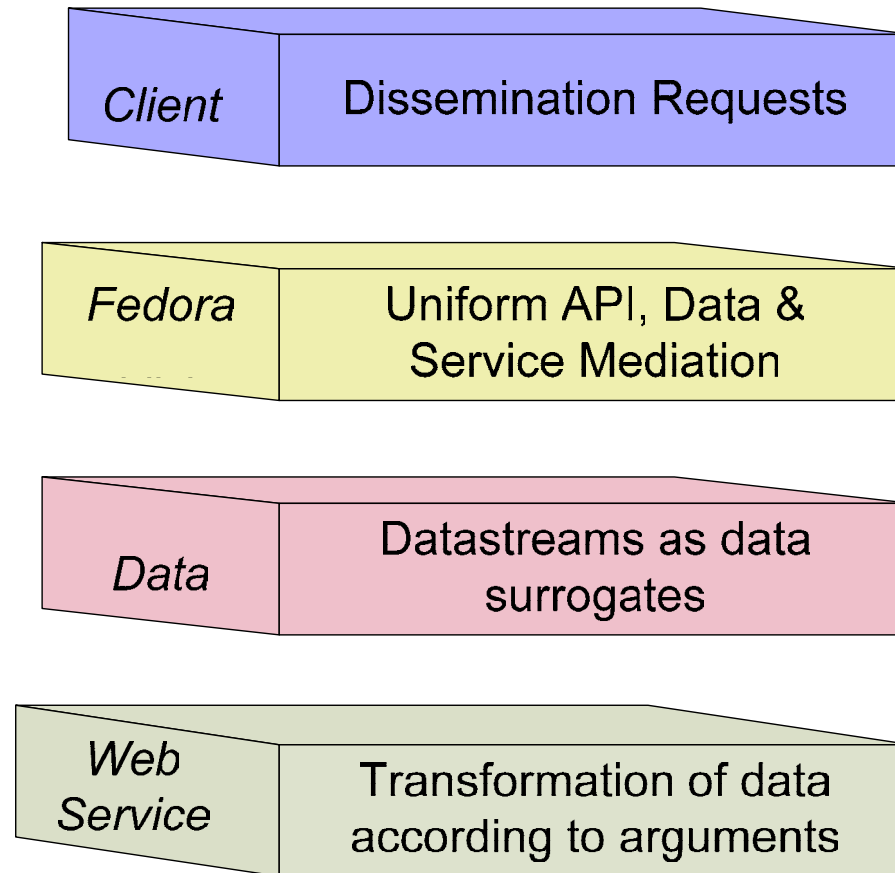 Client
Dissemination Requests
Fedora
Uniform API, Data &
Service Mediation
Data
Datastreams as data
surrogates
Web
Service
Transformation of data
according to arguments